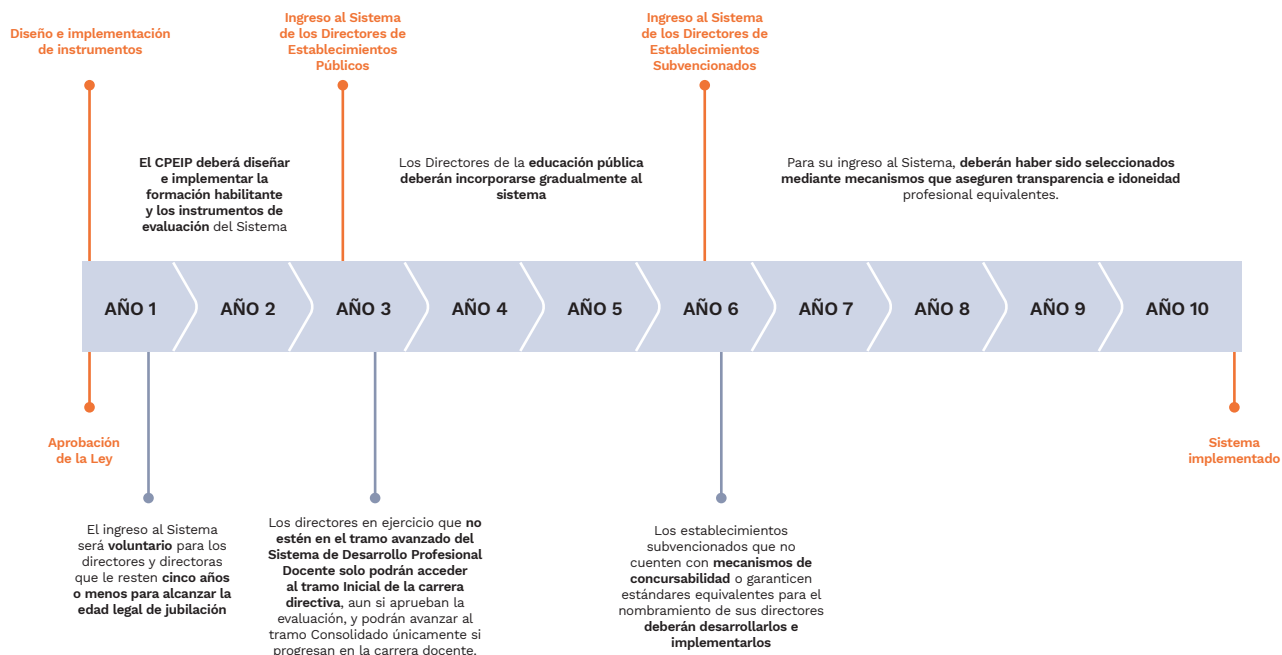 Diseño e implementación
de instrumentos
Ingreso al Sistema
de los Directores de
Establecimientos
Públicos
Ingreso al Sistema
de los Directores de
Establecimientos
Subvencionados
El CPEIP deberá diseñar
e implementar la
formación habilitante
y los instrumentos de
evaluación del Sistema
Los Directores de la educación pública
deberán incorporarse gradualmente al
sistema
Para su ingreso al Sistema, deberán haber sido seleccionados
mediante mecanismos que aseguren transparencia e idoneidad
profesional equivalentes.
AÑO 1
AÑO 2
AÑO 3
AÑO 4
AÑO 5
AÑO 6
AÑO 7
AÑO 8
AÑO 9
AÑO 10
Aprobación
de la Ley
Sistema
implementado
El ingreso al Sistema
será voluntario para los
directores y directoras
que le resten cinco años
o menos para alcanzar la
edad legal de jubilación
Los directores en ejercicio que no
estén en el tramo avanzado del
Sistema de Desarrollo Profesional
Docente solo podrán acceder
al tramo Inicial de la carrera
directiva, aun si aprueban la
evaluación, y podrán avanzar al
tramo Consolidado únicamente si
progresan en la carrera docente.
Los establecimientos
subvencionados que no
cuenten con mecanismos de
concursabilidad o garanticen
estándares equivalentes para el
nombramiento de sus directores
deberán desarrollarlos e
implementarlos